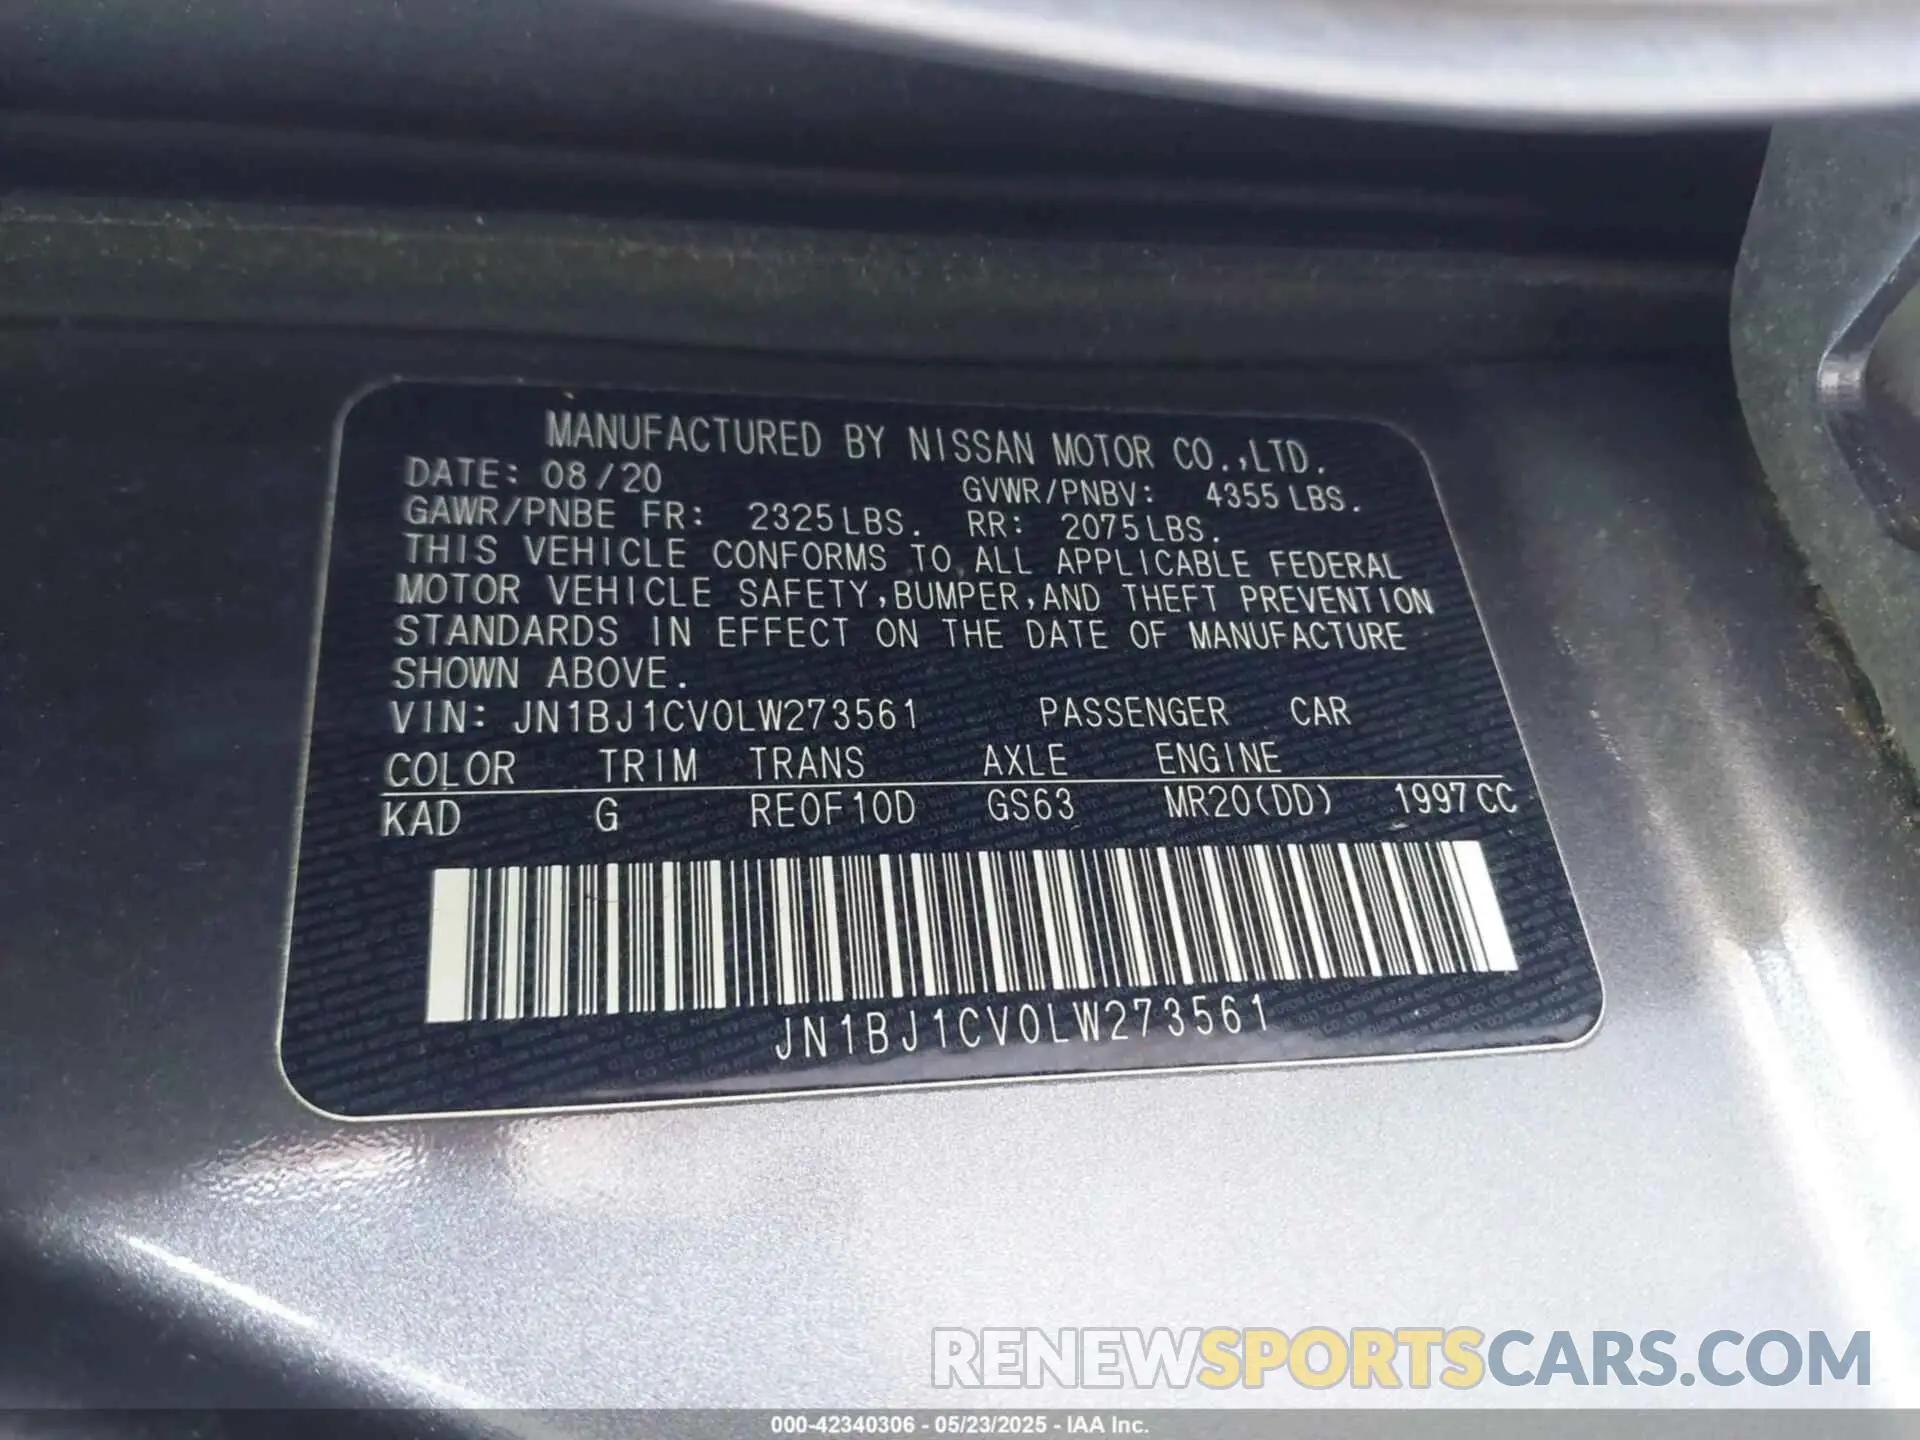 MANUFACTURED BY NISSAN MOTOR CO.,LTD.
DATE: 08/20 GVWR/PNBV: 4355 LBS.
GAWR/PNBE FR: 2325 LBS. RR: 2075 LBS.
THIS VEHICLE CONFORMS TO ALL APPLICABLE FEDERAL
MOTOR VEHICLE SAFETY,BUMPER,AND THEFT PREVENTION
STANDARDS IN EFFECT ON THE DATE OF MANUFACTURE
SHOWN ABOVE.
VIN: JN1BJ1CV0LW273561 PASSENGER CAR
COLOR TRIM TRANS AXLE ENGINE
KAD G RE0F10D GS63 MR20(DD) 1997 CC
JN1BJ1CV0LW273561
RENEWSPORTSCARS.COM
000-42340306 - 05/23/2025 - IAA Inc.